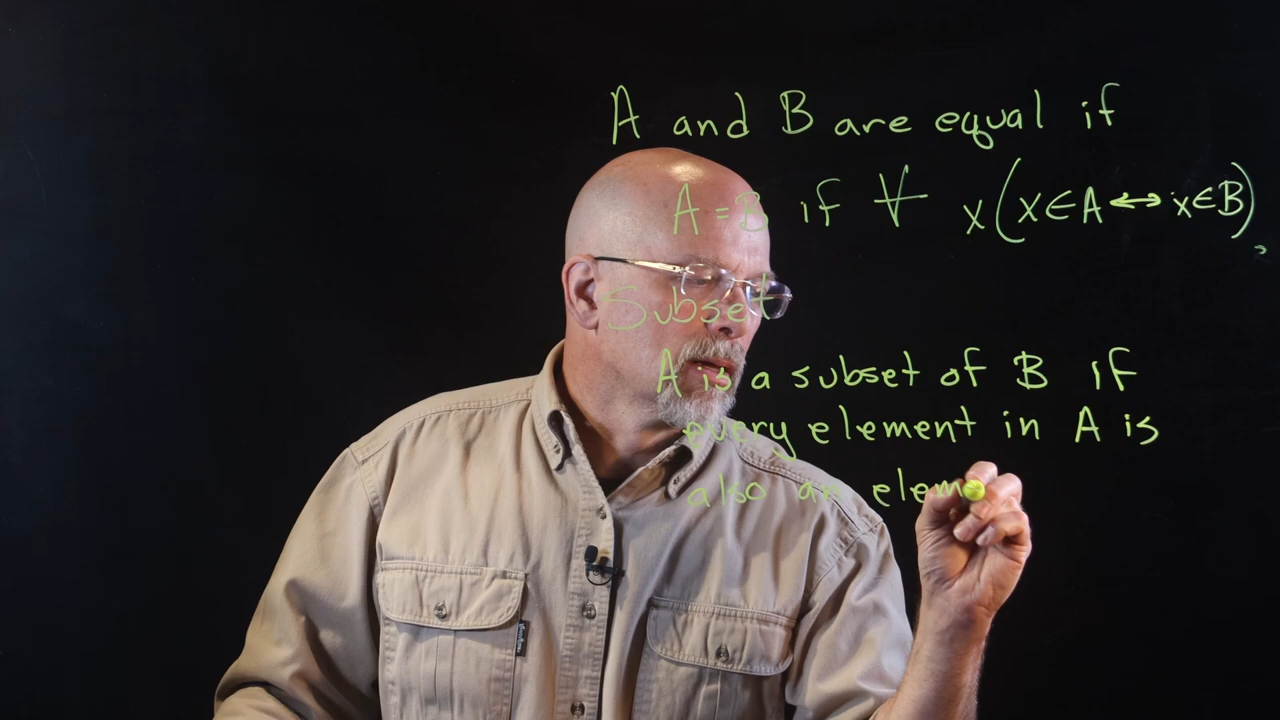 A and B are equal if
A = B if ∀ x(x∈A ↔ x∈B),
Subset
A is a subset of B if
every element in A is
also an elem